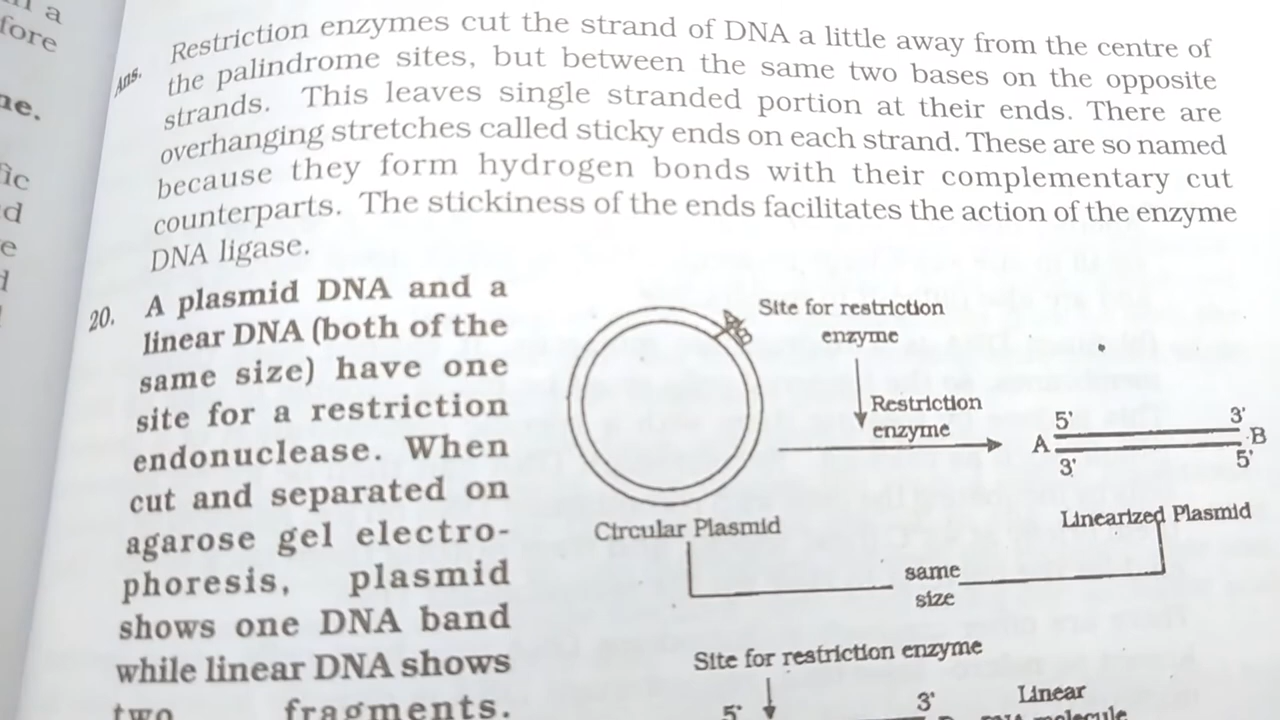 a
fore
ne.
fic
d
e
d
Ans. Restriction enzymes cut the strand of DNA a little away from the centre of
the palindrome sites, but between the same two bases on the opposite
strands. This leaves single stranded portion at their ends. There are
overhanging stretches called sticky ends on each strand. These are so named
because they form hydrogen bonds with their complementary cut
counterparts. The stickiness of the ends facilitates the action of the enzyme
DNA ligase.
20. A plasmid DNA and a
linear DNA (both of the
same size) have one
site for a restriction
endonuclease. When
cut and separated on
agarose gel electro-
phoresis, plasmid
shows one DNA band
while linear DNA shows
two fragments.
A B
Site for restriction
enzyme
Restriction
enzyme
5' 3'
A B
3' 5'
Circular Plasmid
Linearized Plasmid
same
size
Site for restriction enzyme
5' 3'
Linear
molecule